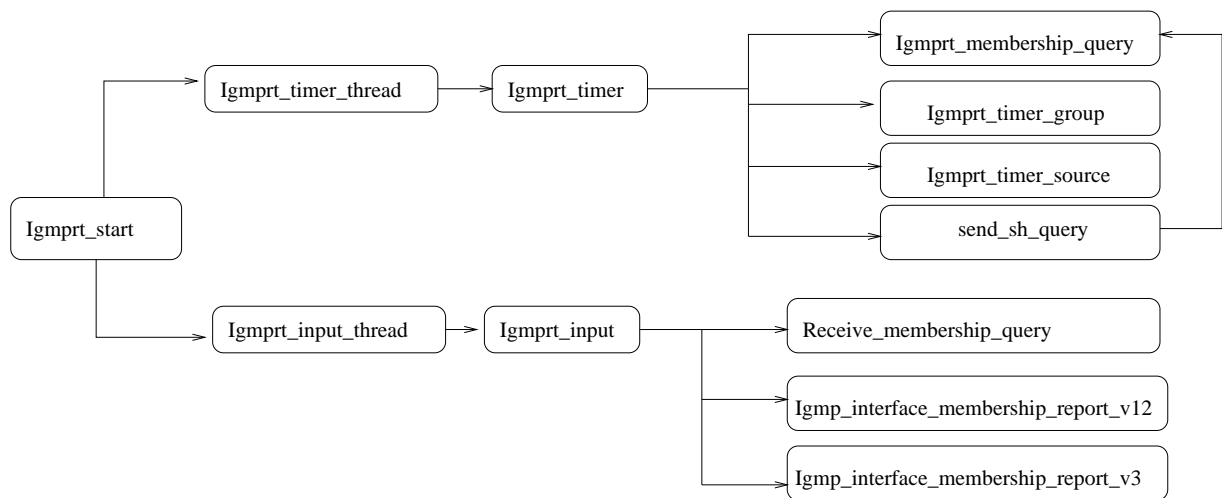 Igmprt_membership_query
Igmprt_timer_thread
Igmprt_timer
Igmprt_timer_group
Igmprt_timer_source
Igmprt_start
send_sh_query
Igmprt_input_thread
Igmprt_input
Receive_membership_query
Igmp_interface_membership_report_v12
Igmp_interface_membership_report_v3